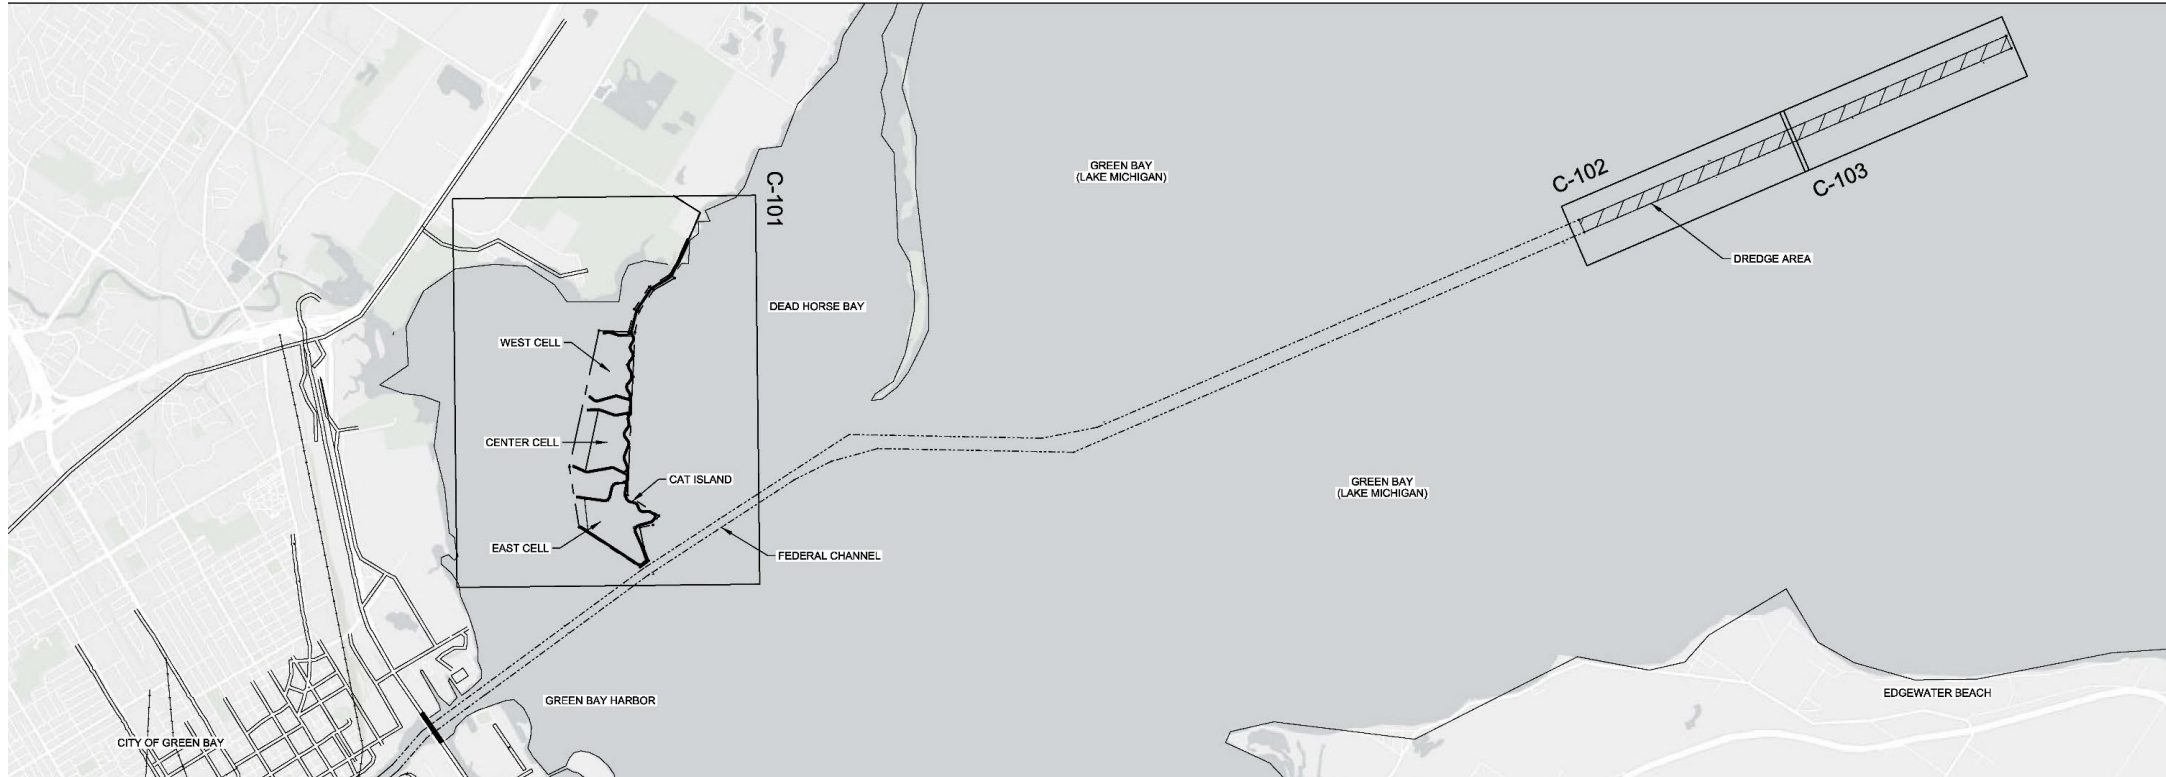 GREEN BAY
(LAKE MICHIGAN)
C-102
C-103
C-101
DREDGE AREA
DEAD HORSE BAY
WEST CELL
CENTER CELL
CAT ISLAND
GREEN BAY
(LAKE MICHIGAN)
EAST CELL
FEDERAL CHANNEL
GREEN BAY HARBOR
EDGEWATER BEACH
CITY OF GREEN BAY